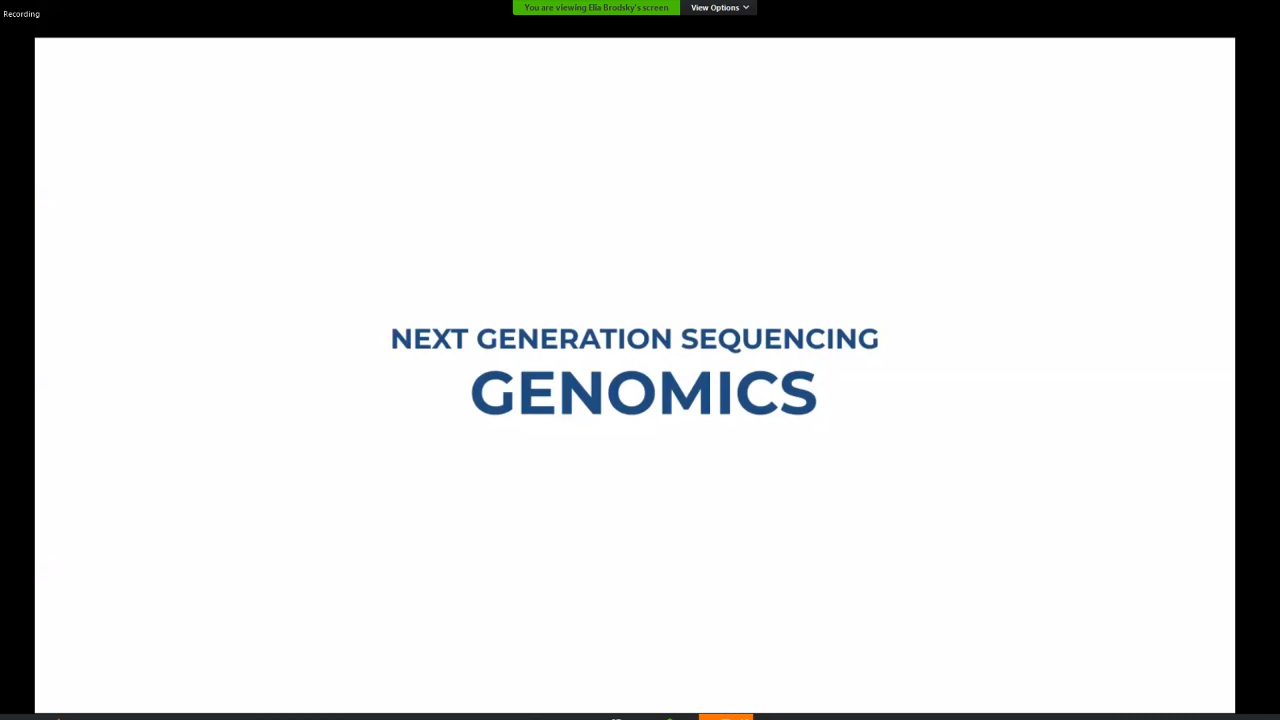 Recording
You are viewing Elia Brodsky's screen View Options
NEXT GENERATION SEQUENCING
GENOMICS